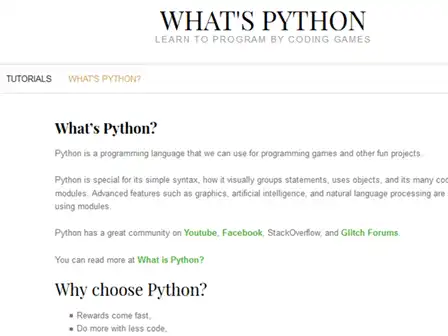 WHAT'S PYTHON
LEARN TO PROGRAM BY CODING GAMES
TUTORIALS WHAT'S PYTHON?
What's Python?
Python is a programming language that we can use for programming games and other fun projects.
Python is special for its simple syntax, how it visually groups statements, uses objects, and its many cod
modules. Advanced features such as graphics, artificial intelligence, and natural language processing are
using modules.
Python has a great community on Youtube, Facebook, StackOverflow, and Glitch Forums.
You can read more at What is Python?
Why choose Python?
Rewards come fast,
Do more with less code,